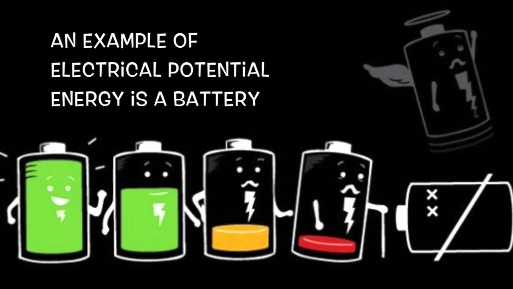 AN EXAMPLE OF
ELECTRiCAL POTENTiAL
ENERGY iS A BATTERY